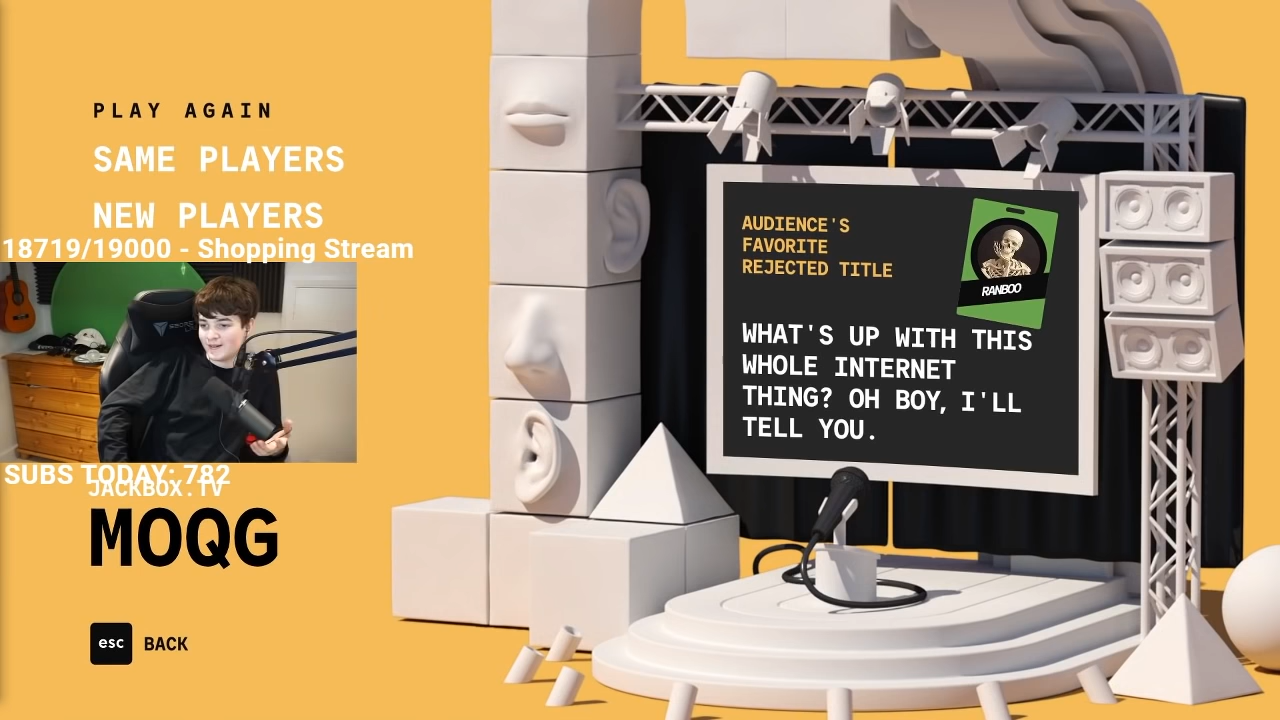 PLAY AGAIN
SAME PLAYERS
NEW PLAYERS
18719/19000 - Shopping Stream
SUBS TODAY: 782
JACKBOX.TV
MOQG
esc BACK
AUDIENCE'S
FAVORITE
REJECTED TITLE
RANBOO
WHAT'S UP WITH THIS
WHOLE INTERNET
THING? OH BOY, I'LL
TELL YOU.